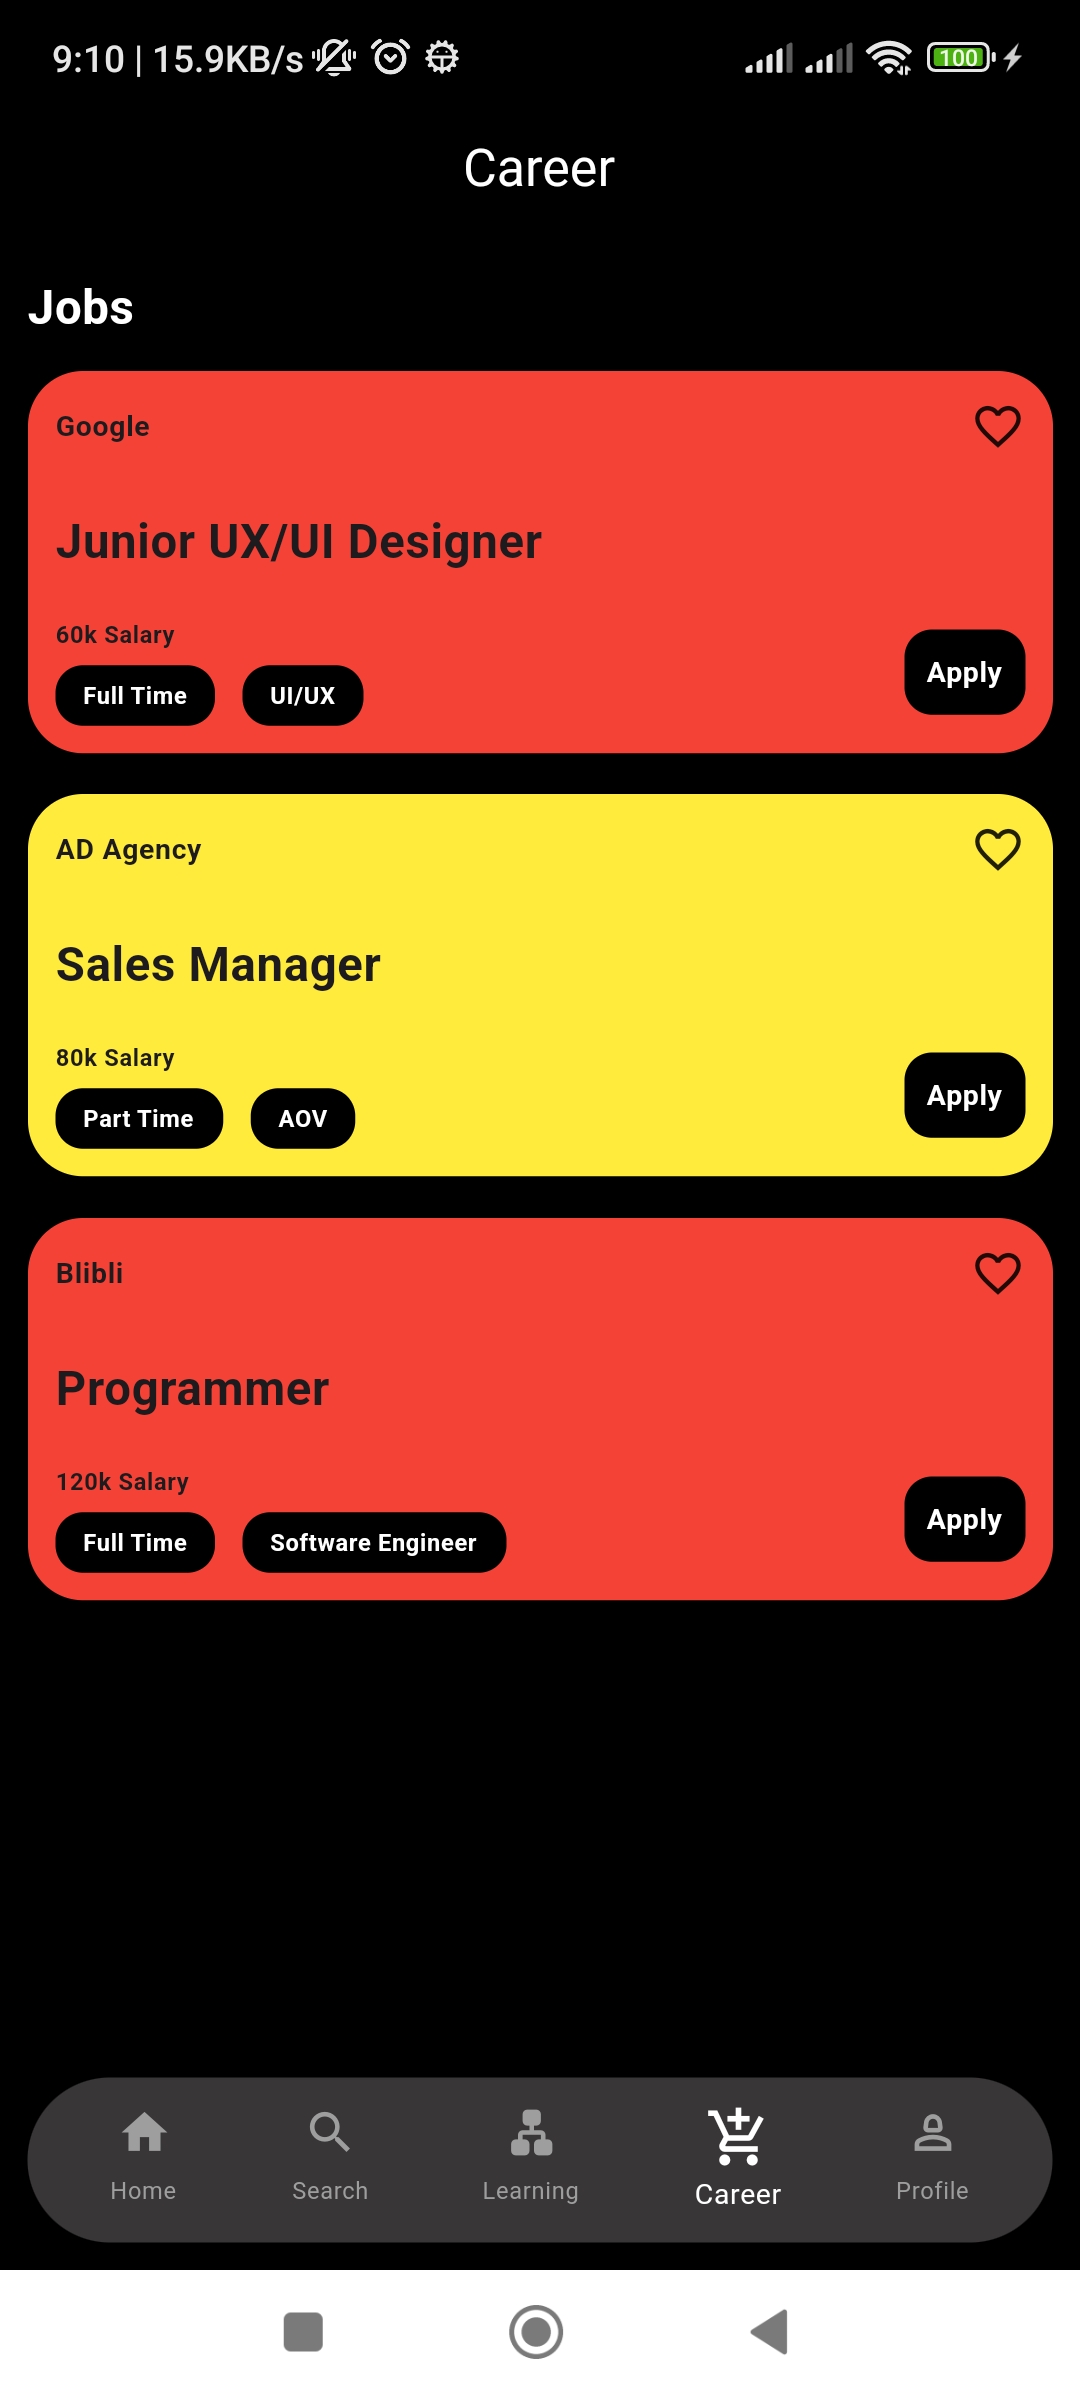 9:10 | 15.9KB/s 100
Career
Jobs
Google
Junior UX/UI Designer
60k Salary
Full Time UI/UX Apply
AD Agency
Sales Manager
80k Salary
Part Time AOV Apply
Blibli
Programmer
120k Salary
Full Time Software Engineer Apply
Home Search Learning Career Profile